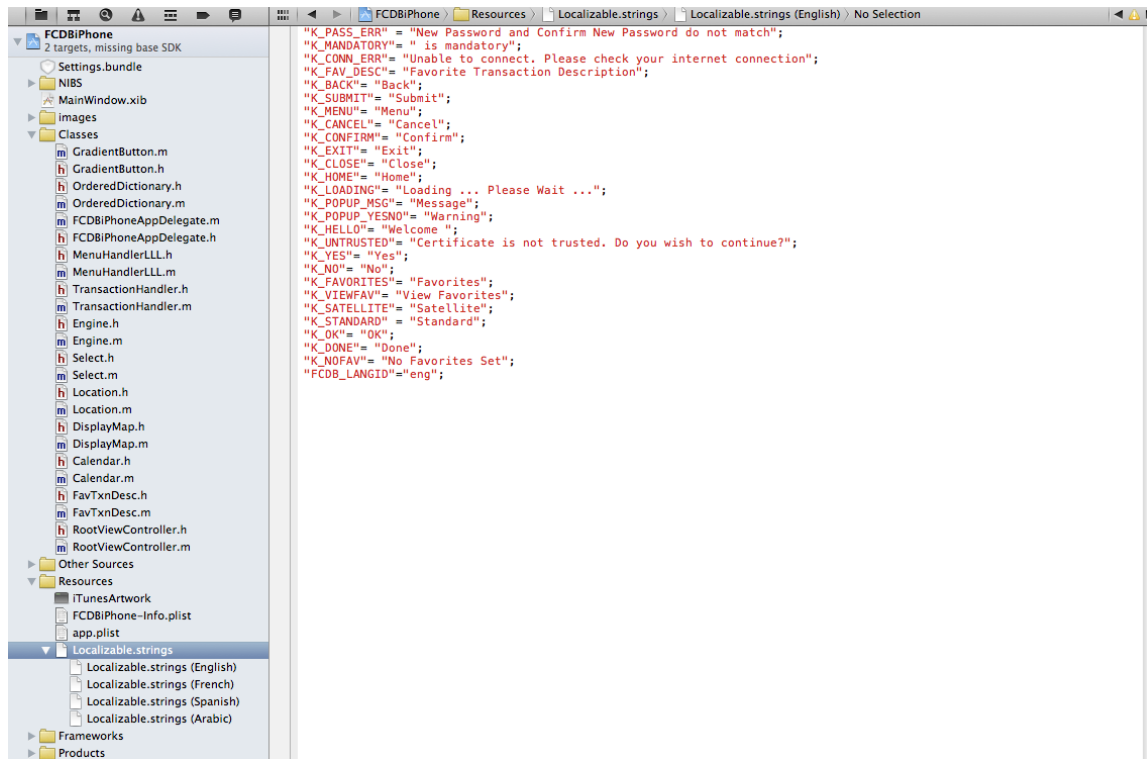 FCDBiPhone > Resources > Localizable.strings > Localizable.strings (English) > No Selection
FCDBiPhone
2 targets, missing base SDK
Settings.bundle
NIBS
MainWindow.xib
images
Classes
m GradientButton.m
h GradientButton.h
h OrderedDictionary.h
m OrderedDictionary.m
m FCDBiPhoneAppDelegate.m
h FCDBiPhoneAppDelegate.h
h MenuHandlerLLL.h
m MenuHandlerLLL.m
h TransactionHandler.h
m TransactionHandler.m
h Engine.h
m Engine.m
h Select.h
m Select.m
h Location.h
m Location.m
h DisplayMap.h
m DisplayMap.m
h Calendar.h
m Calendar.m
h FavTxnDesc.h
m FavTxnDesc.m
h RootViewController.h
m RootViewController.m
Other Sources
Resources
iTunesArtwork
FCDBiPhone-Info.plist
app.plist
Localizable.strings
Localizable.strings (English)
Localizable.strings (French)
Localizable.strings (Spanish)
Localizable.strings (Arabic)
Frameworks
Products
"K_PASS_ERR" = "New Password and Confirm New Password do not match";
"K_MANDATORY"= " is mandatory";
"K_CONN_ERR"= "Unable to connect. Please check your internet connection";
"K_FAV_DESC"= "Favorite Transaction Description";
"K_BACK"= "Back";
"K_SUBMIT"= "Submit";
"K_MENU"= "Menu";
"K_CANCEL"= "Cancel";
"K_CONFIRM"= "Confirm";
"K_EXIT"= "Exit";
"K_CLOSE"= "Close";
"K_HOME"= "Home";
"K_LOADING"= "Loading ... Please Wait ...";
"K_POPUP_MSG"= "Message";
"K_POPUP_YESNO"= "Warning";
"K_HELLO"= "Welcome ";
"K_UNTRUSTED"= "Certificate is not trusted. Do you wish to continue?";
"K_YES"= "Yes";
"K_NO"= "No";
"K_FAVORITES"= "Favorites";
"K_VIEWFAV"= "View Favorites";
"K_SATELLITE"= "Satellite";
"K_STANDARD" = "Standard";
"K_OK"= "OK";
"K_DONE"= "Done";
"K_NOFAV"= "No Favorites Set";
"FCDB_LANGID"="eng";